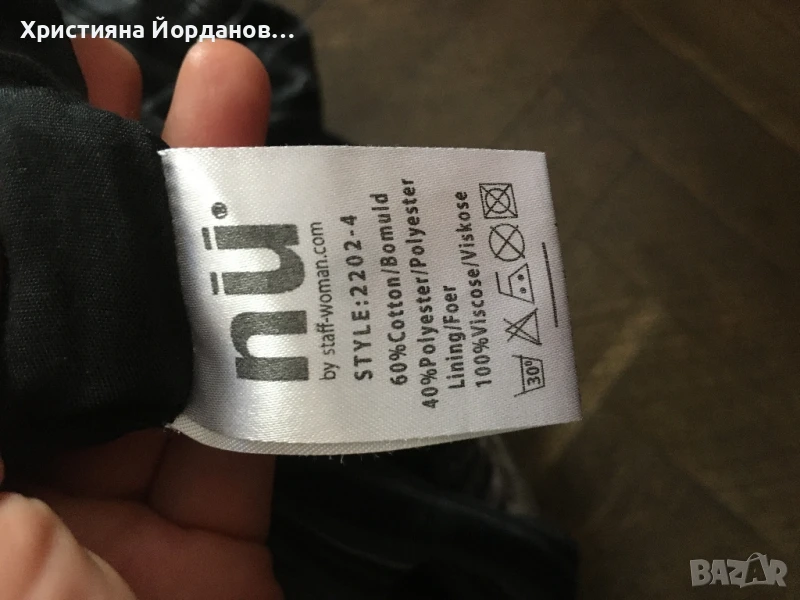 Християна Йорданов...
nü®
by staff-woman.com
STYLE:2202-4
60%Cotton/Bomuld
40%Polyester/Polyester
Lining/Foer
100%Viscose/Viskose
30°
BAZAR